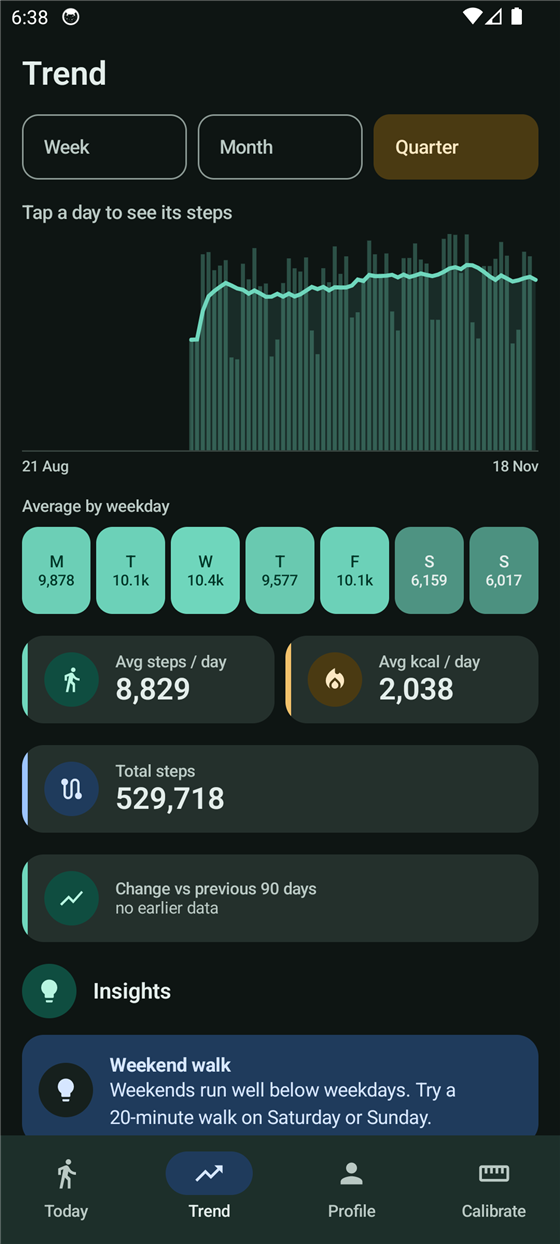 6:38
Trend
Week
Month
Quarter
Tap a day to see its steps
21 Aug
18 Nov
Average by weekday
M
9,878
T
10.1k
W
10.4k
T
9,577
F
10.1k
S
6,159
S
6,017
Avg steps / day
8,829
Avg kcal / day
2,038
Total steps
529,718
Change vs previous 90 days
no earlier data
Insights
Weekend walk
Weekends run well below weekdays. Try a
20-minute walk on Saturday or Sunday.
Today
Trend
Profile
Calibrate